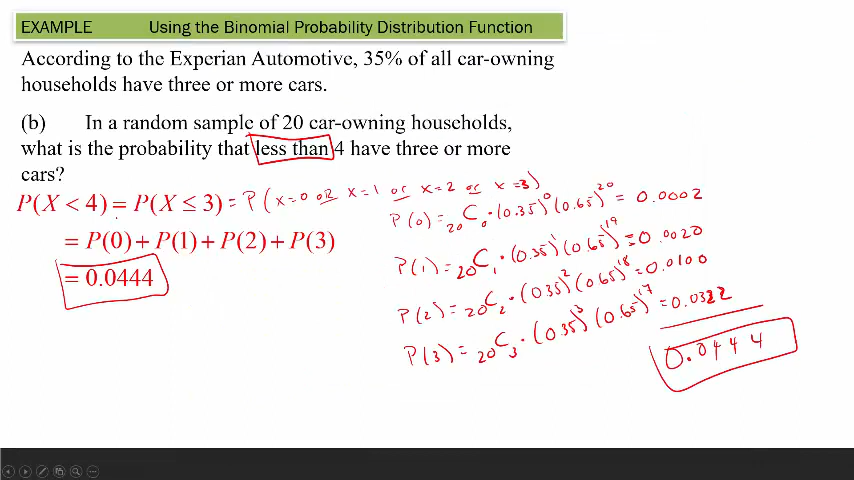 EXAMPLE Using the Binomial Probability Distribution Function
According to the Experian Automotive, 35% of all car-owning
households have three or more cars.
(b) In a random sample of 20 car-owning households,
what is the probability that less than 4 have three or more
cars?
P(X < 4) = P(X ≤ 3) = P(X=0 OR X=1 or X=2 or X=3)
= P(0) + P(1) + P(2) + P(3)
= 0.0444
P(0) = ₂₀C₀ · (0.35)⁰ (0.65)²⁰ = 0.0002
P(1) = ₂₀C₁ · (0.35)¹ (0.65)¹⁹ = 0.0020
P(2) = ₂₀C₂ · (0.35)² (0.65)¹⁸ = 0.0100
P(3) = ₂₀C₃ · (0.35)³ (0.65)¹⁷ = 0.0322
0.0444